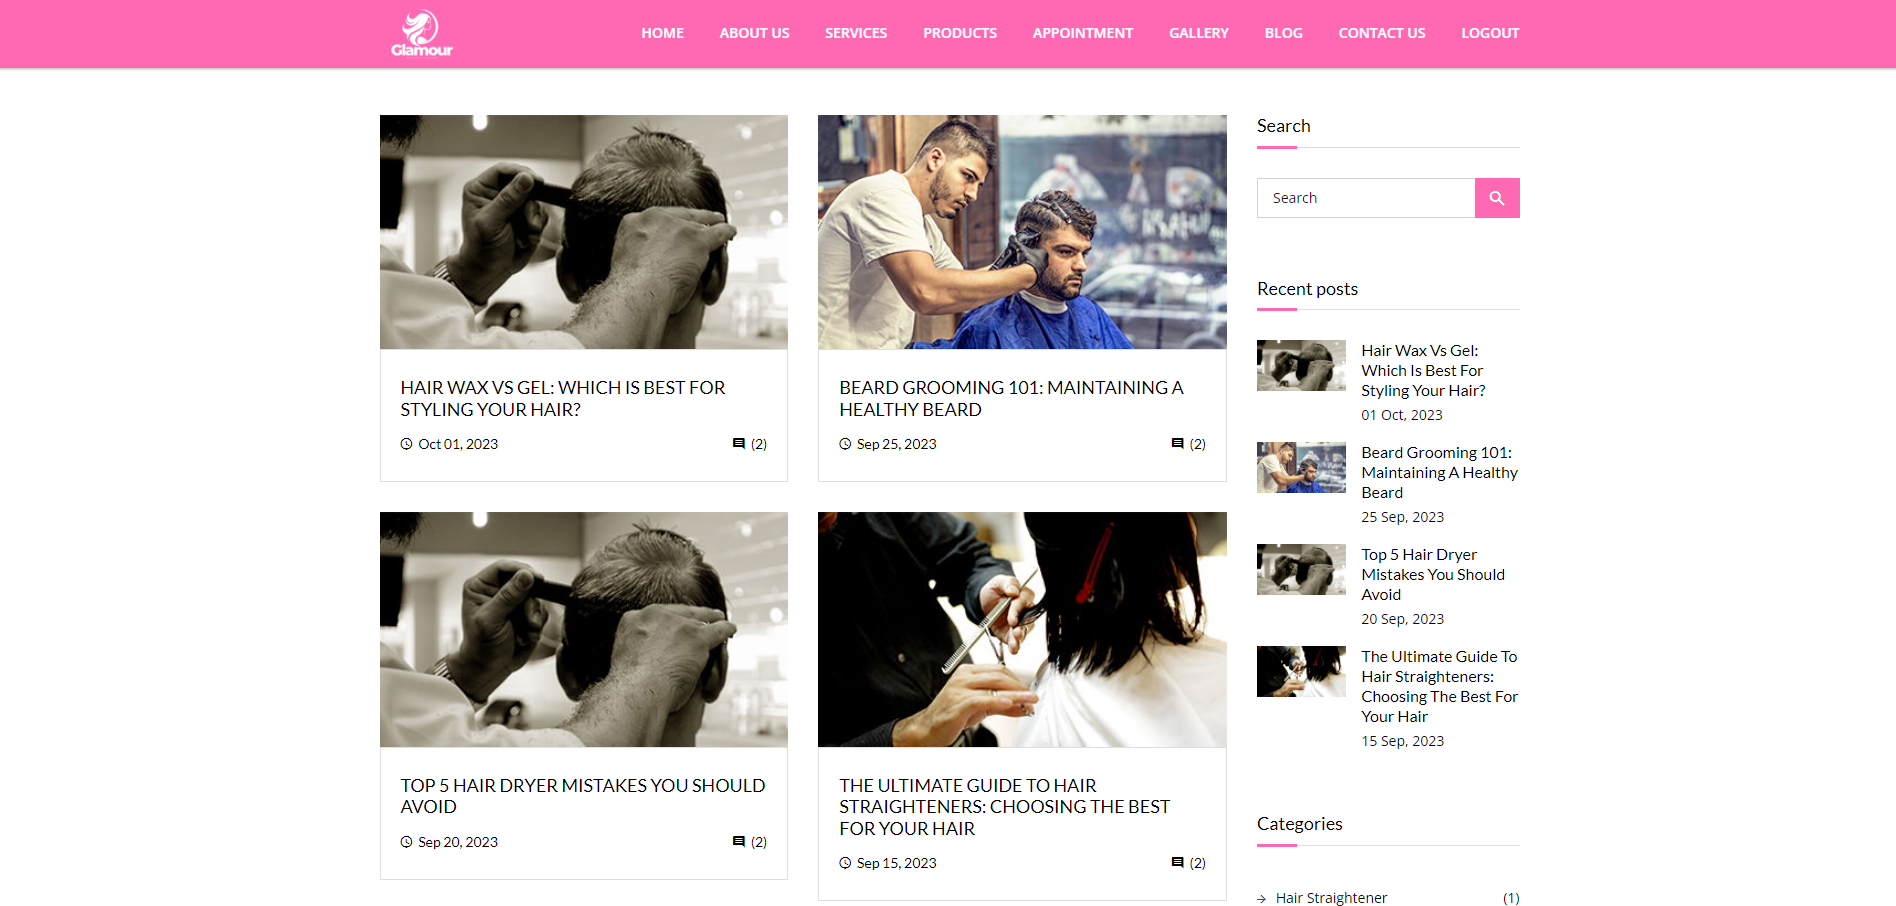 Glamour
HOME ABOUT US SERVICES PRODUCTS APPOINTMENT GALLERY BLOG CONTACT US LOGOUT
HAIR WAX VS GEL: WHICH IS BEST FOR
STYLING YOUR HAIR?
Oct 01, 2023 (2)
BEARD GROOMING 101: MAINTAINING A
HEALTHY BEARD
Sep 25, 2023 (2)
TOP 5 HAIR DRYER MISTAKES YOU SHOULD
AVOID
Sep 20, 2023 (2)
THE ULTIMATE GUIDE TO HAIR
STRAIGHTENERS: CHOOSING THE BEST
FOR YOUR HAIR
Sep 15, 2023 (2)
Search
Search
Recent posts
Hair Wax Vs Gel:
Which Is Best For
Styling Your Hair?
01 Oct, 2023
Beard Grooming 101:
Maintaining A Healthy
Beard
25 Sep, 2023
Top 5 Hair Dryer
Mistakes You Should
Avoid
20 Sep, 2023
The Ultimate Guide To
Hair Straighteners:
Choosing The Best For
Your Hair
15 Sep, 2023
Categories
Hair Straightener (1)